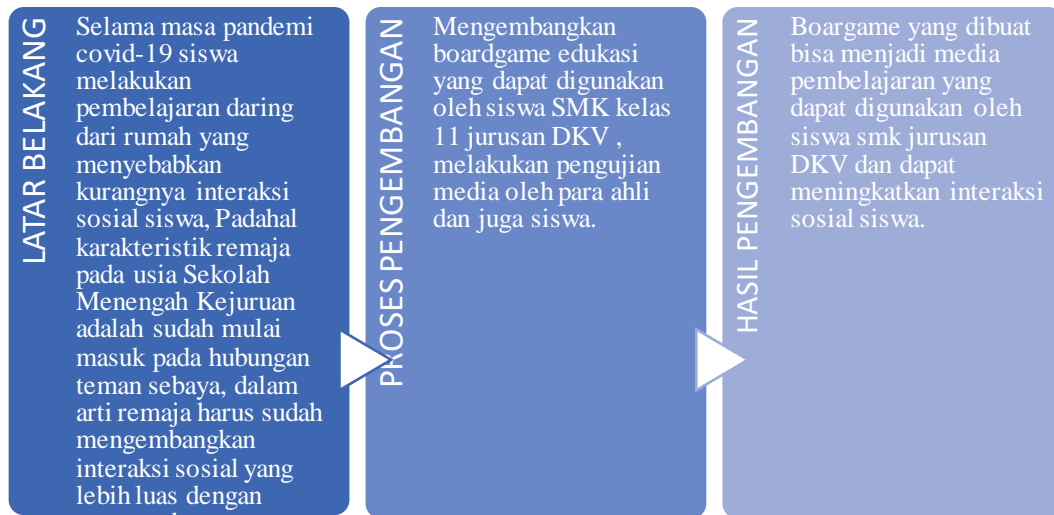 LATAR BELAKANG
Selama masa pandemi
covid-19 siswa
melakukan
pembelajaran daring
dari rumah yang
menyebabkan
kurangnya interaksi
sosial siswa, Padahal
karakteristik remaja
pada usia Sekolah
Menengah Kejuruan
adalah sudah mulai
masuk pada hubungan
teman sebaya, dalam
arti remaja harus sudah
mengembangkan
interaksi sosial yang
lebih luas dengan
PROSES PENGEMBANGAN
Mengembangkan
boardgame edukasi
yang dapat digunakan
oleh siswa SMK kelas
11 jurusan DKV ,
melakukan pengujian
media oleh para ahli
dan juga siswa.
HASIL PENGEMBANGAN
Boargame yang dibuat
bisa menjadi media
pembelajaran yang
dapat digunakan oleh
siswa smk jurusan
DKV dan dapat
meningkatkan interaksi
sosial siswa.